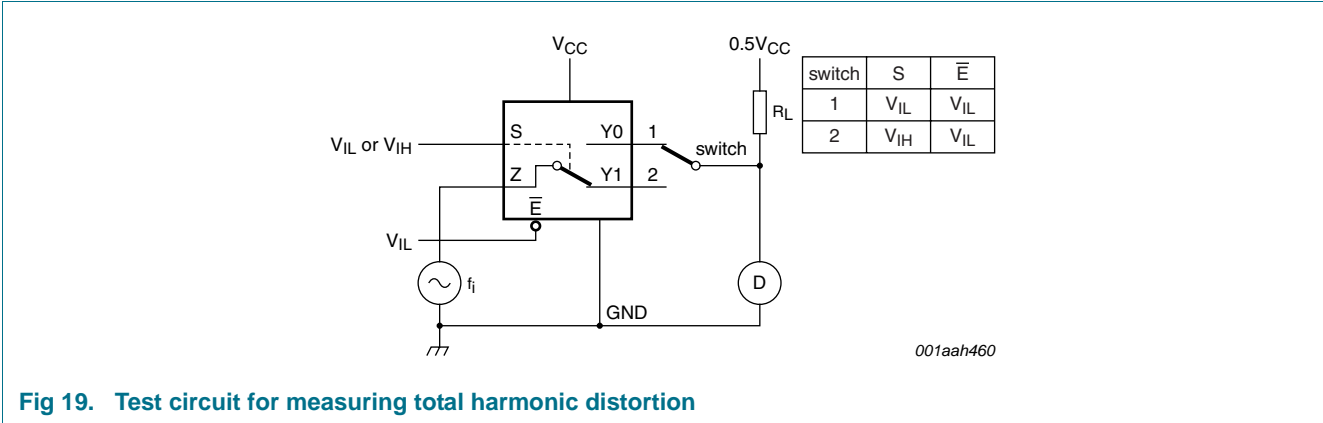 VCC
0.5VCC
switch S E̅
1 VIL VIL
2 VIH VIL
RL
VIL or VIH
S
Y0
1
switch
Z
Y1
2
E̅
VIL
fi
D
GND
001aah460
Fig 19. Test circuit for measuring total harmonic distortion